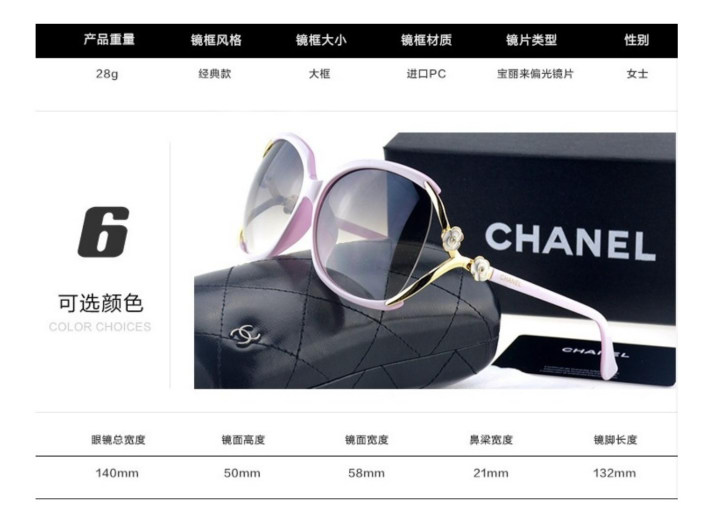 产品重量 镜框风格 镜框大小 镜框材质 镜片类型 性别
28g 经典款 大框 进口PC 宝丽来偏光镜片 女士
6
可选颜色
COLOR CHOICES
CHANEL
CHANEL
CHANEL
眼镜总宽度 镜面高度 镜面宽度 鼻梁宽度 镜脚长度
140mm 50mm 58mm 21mm 132mm